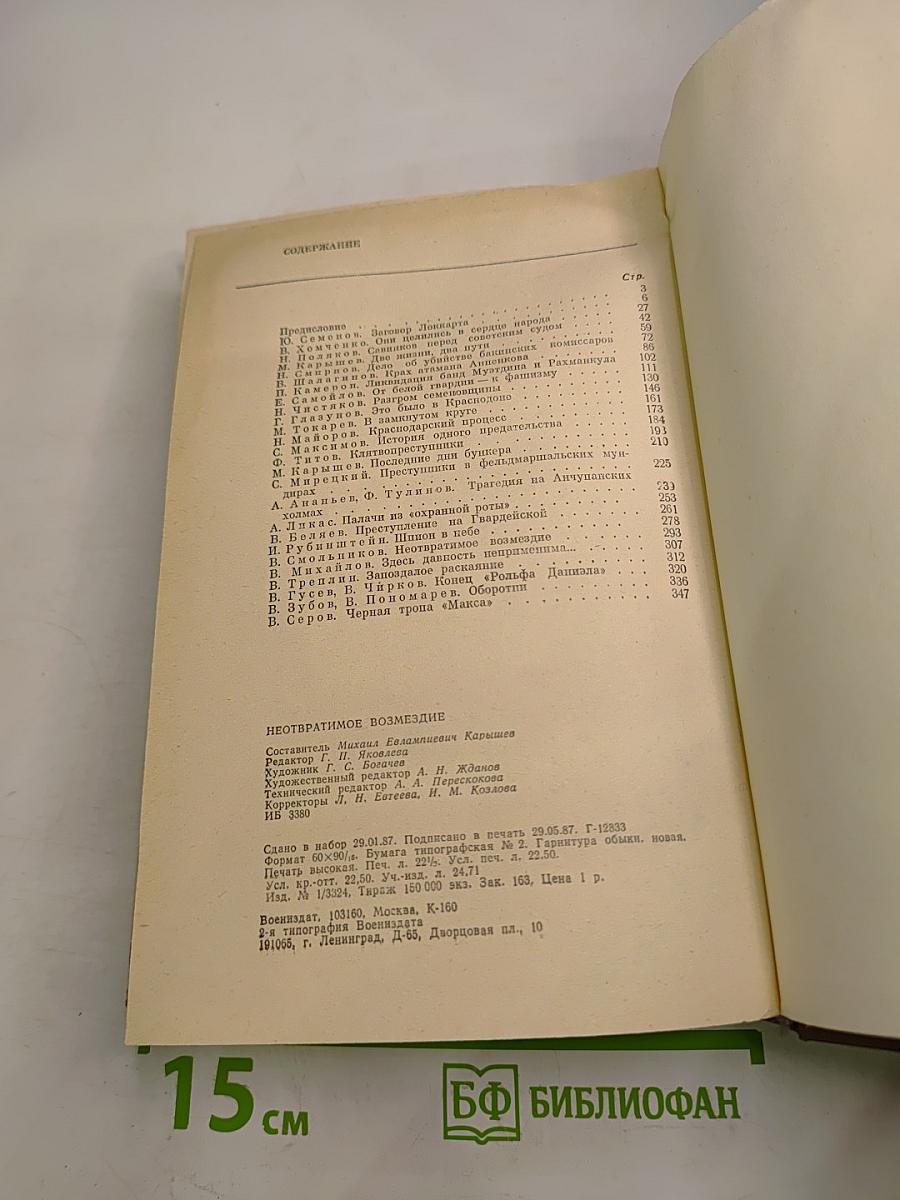 СОДЕРЖАНИЕ
Стр.
Предисловие 3
Ю. Семенов. Заговор Локкарта 6
В. Хомченко. Они целились в сердце народа 27
Н. Поляков. Савинков перед советским судом 42
М. Карышев. Две жизни, два пути 59
Н. Смирнов. Дело об убийстве бакинских комиссаров 72
В. Шалагинов. Крах атамана Анненкова 86
П. Камерон. Ликвидация банд Муэтдина и Рахманкула 102
Е. Самойлов. От белой гвардии — к фашизму 111
Н. Чистяков. Разгром семеновщины 130
Г. Глазунов. Это было в Краснодоне 146
М. Токарев. В замкнутом круге 161
Н. Майоров. Краснодарский процесс 173
С. Максимов. История одного предательства 184
Ф. Титов. Клятвопреступники 193
М. Карышев. Последние дни бункера 210
С. Мирецкий. Преступники в фельдмаршальских мун-
дирах 225
А. Ананьев, Ф. Тулинов. Трагедия на Анчупанских
холмах 239
А. Ликас. Палачи из «охранной роты» 253
В. Беляев. Преступление на Гвардейской 261
И. Рубинштейн. Шпион в небе 278
В. Смольников. Неотвратимое возмездие 293
В. Михайлов. Здесь давность неприменима... 307
В. Треплин. Запоздалое раскаяние 312
В. Гусев, В. Чирков. Конец «Рольфа Даниэла» 320
В. Зубов, В. Пономарев. Оборотни 336
В. Серов. Черная тропа «Макса» 347
НЕОТВРАТИМОЕ ВОЗМЕЗДИЕ
Составитель Михаил Евлампиевич Карышев
Редактор Г. П. Яковлева
Художник Г. С. Богачев
Художественный редактор А. Н. Жданов
Технический редактор А. А. Перескокова
Корректоры Л. Н. Евтеева, И. М. Козлова
ИБ 3380
Сдано в набор 29.01.87. Подписано в печать 29.05.87. Г-12833
Формат 60×90/16. Бумага типографская № 2. Гарнитура обыкн. новая.
Печать высокая. Печ. л. 22½. Усл. печ. л. 22.50.
Усл. кр.-отт. 22,50. Уч.-изд. л. 24,71
Изд. № 1/3324, Тираж 150 000 экз. Зак. 163, Цена 1 р.
Воениздат, 103160, Москва, К-160
2-я типография Воениздата
191065, г. Ленинград, Д-65, Дворцовая пл., 10
15 см
БФ БИБЛИОФАН